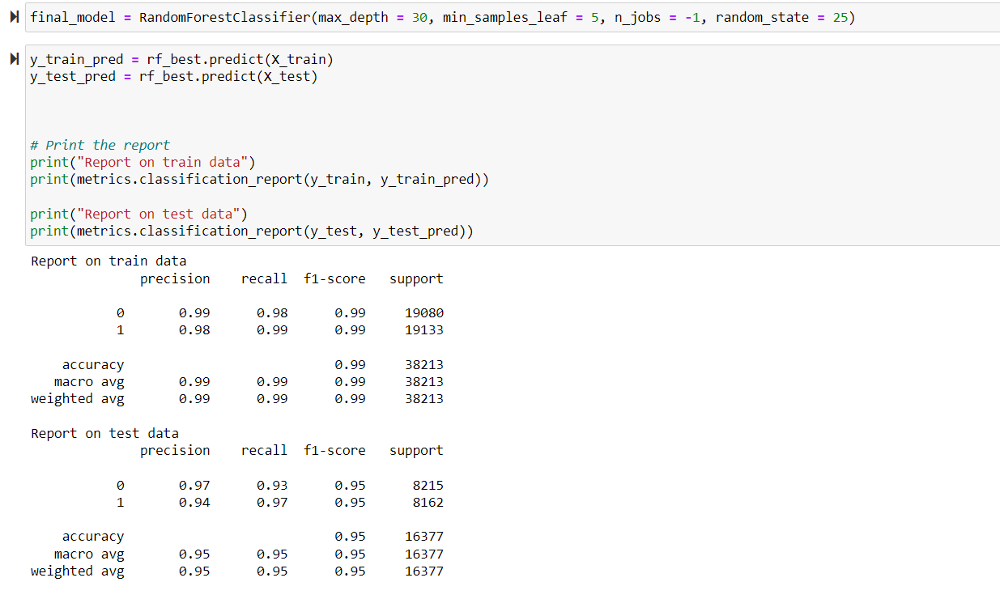 final_model = RandomForestClassifier(max_depth = 30, min_samples_leaf = 5, n_jobs = -1, random_state = 25)
y_train_pred = rf_best.predict(X_train)
y_test_pred = rf_best.predict(X_test)
# Print the report
print("Report on train data")
print(metrics.classification_report(y_train, y_train_pred))
print("Report on test data")
print(metrics.classification_report(y_test, y_test_pred))
Report on train data
precision recall f1-score support
0 0.99 0.98 0.99 19080
1 0.98 0.99 0.99 19133
accuracy 0.99 38213
macro avg 0.99 0.99 0.99 38213
weighted avg 0.99 0.99 0.99 38213
Report on test data
precision recall f1-score support
0 0.97 0.93 0.95 8215
1 0.94 0.97 0.95 8162
accuracy 0.95 16377
macro avg 0.95 0.95 0.95 16377
weighted avg 0.95 0.95 0.95 16377